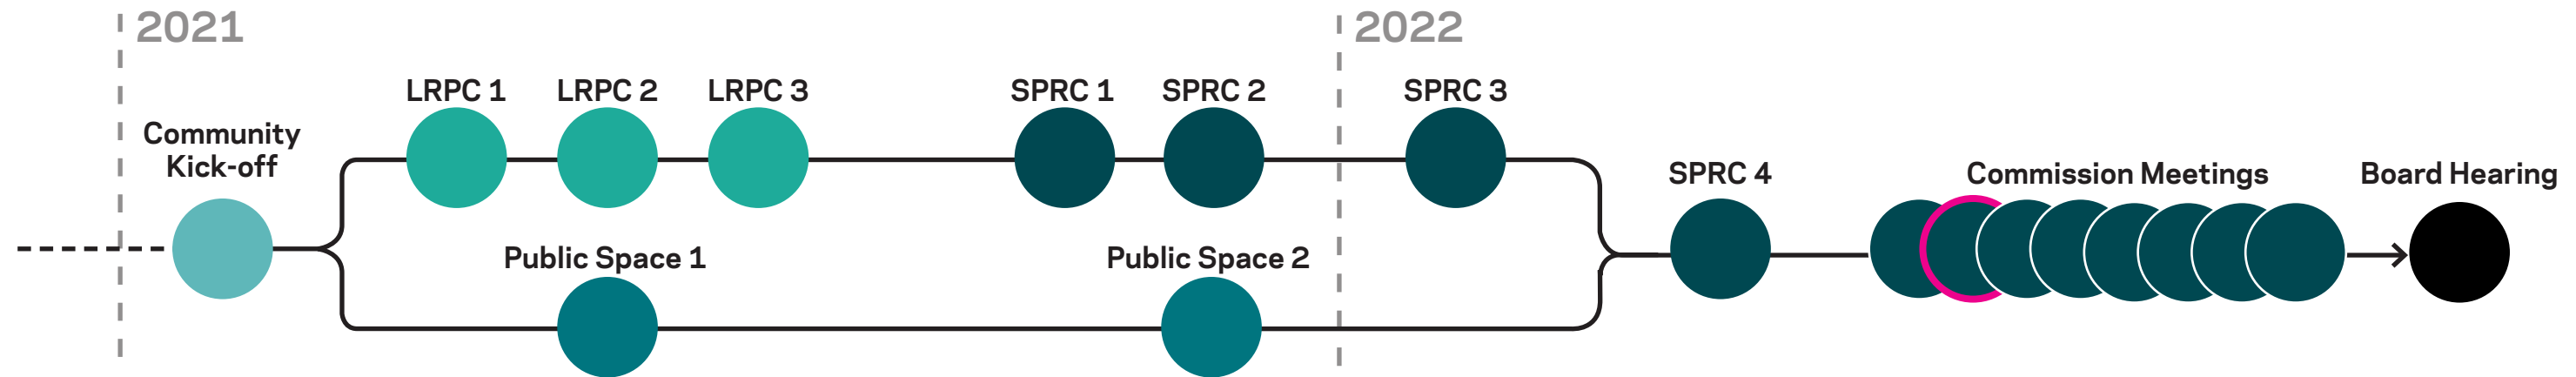 2021
2022
LRPC 1
LRPC 2
LRPC 3
SPRC 1
SPRC 2
SPRC 3
Community
Kick-off
SPRC 4
Commission Meetings
Board Hearing
Public Space 1
Public Space 2